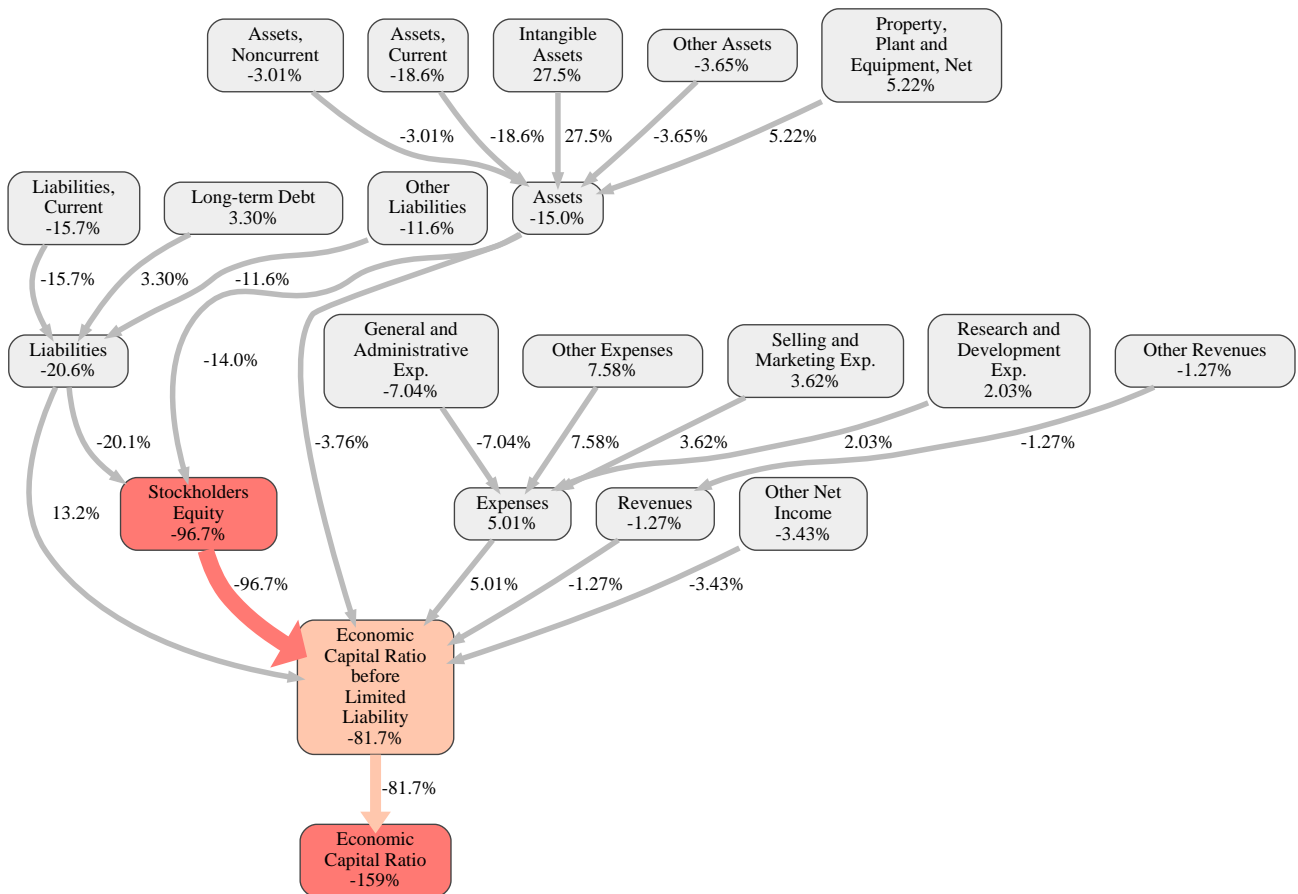 Assets,
Noncurrent
-3.01%
Assets,
Current
-18.6%
Intangible
Assets
27.5%
Other Assets
-3.65%
Property,
Plant and
Equipment, Net
5.22%
-3.01%
-18.6%
27.5%
-3.65%
5.22%
Liabilities,
Current
-15.7%
Long-term Debt
3.30%
Other
Liabilities
-11.6%
Assets
-15.0%
-15.7%
3.30%
-11.6%
Liabilities
-20.6%
-14.0%
General and
Administrative
Exp.
-7.04%
Other Expenses
7.58%
Selling and
Marketing Exp.
3.62%
Research and
Development
Exp.
2.03%
Other Revenues
-1.27%
-20.1%
-3.76%
-7.04%
7.58%
3.62%
2.03%
-1.27%
13.2%
Stockholders
Equity
-96.7%
Expenses
5.01%
Revenues
-1.27%
Other Net
Income
-3.43%
-96.7%
5.01%
-1.27%
-3.43%
Economic
Capital Ratio
before
Limited
Liability
-81.7%
-81.7%
Economic
Capital Ratio
-159%